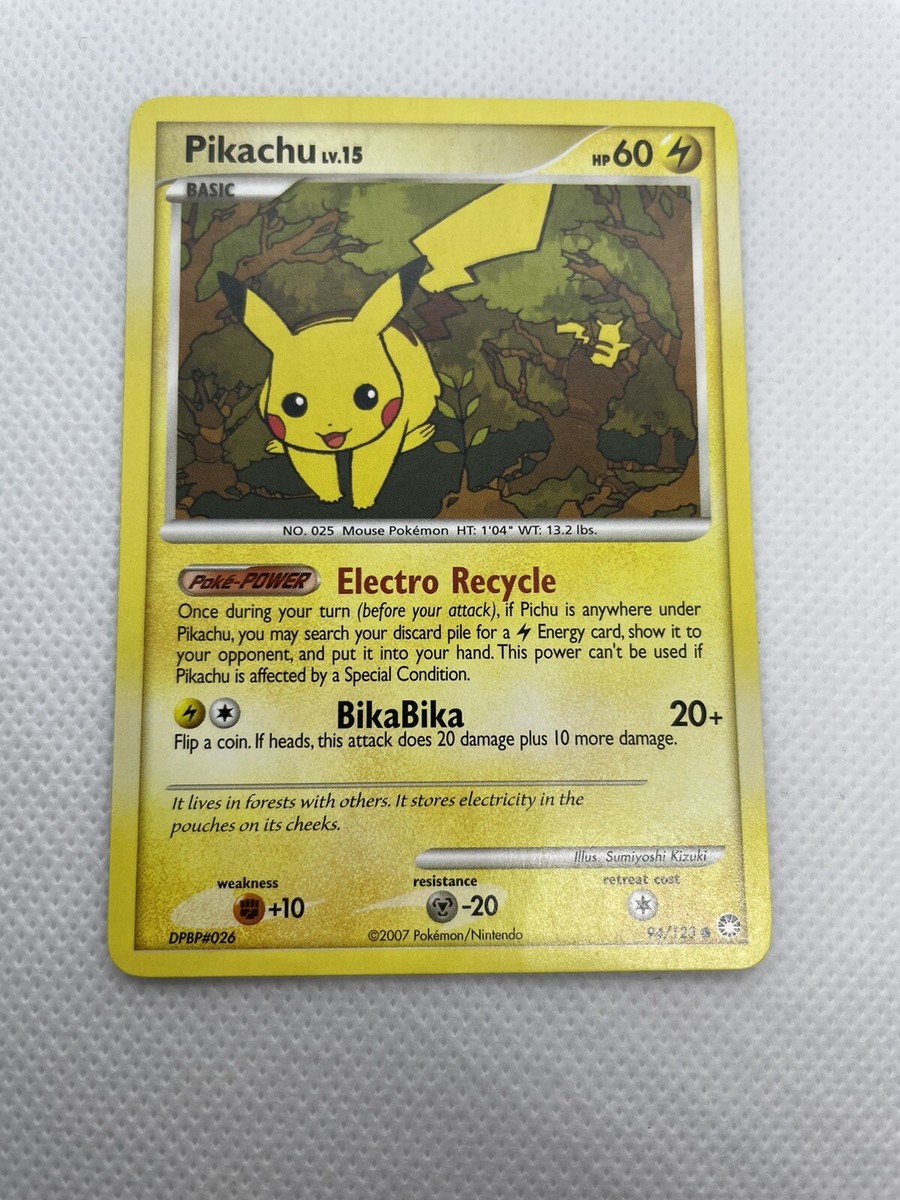 Pikachu LV.15 HP 60
BASIC
NO. 025 Mouse Pokémon HT: 1'04" WT: 13.2 lbs.
Poké-POWER Electro Recycle
Once during your turn (before your attack), if Pichu is anywhere under
Pikachu, you may search your discard pile for a Energy card, show it to
your opponent, and put it into your hand. This power can't be used if
Pikachu is affected by a Special Condition.
BikaBika 20+
Flip a coin. If heads, this attack does 20 damage plus 10 more damage.
It lives in forests with others. It stores electricity in the
pouches on its cheeks.
Illus. Sumiyoshi Kizuki
weakness resistance retreat cost
+10 -20
DPBP#026 ©2007 Pokémon/Nintendo 94/123